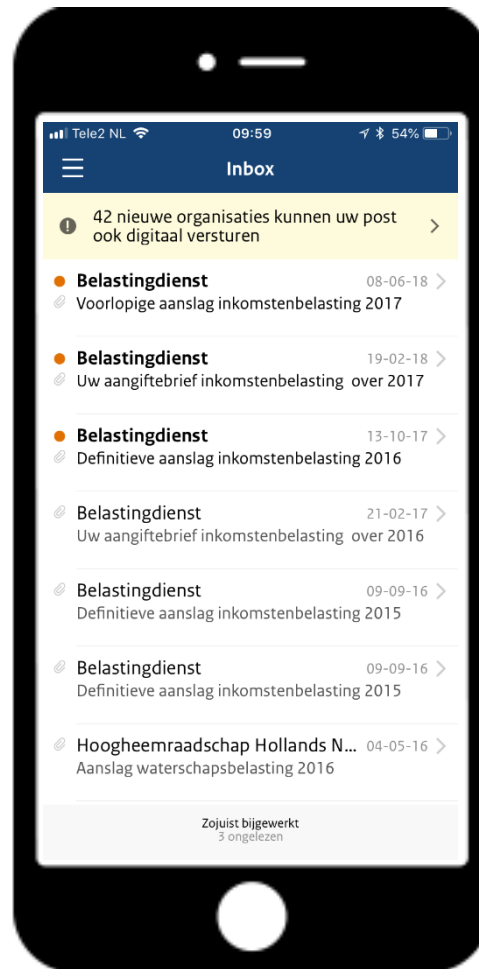 Tele2 NL 09:59 54%
Inbox
42 nieuwe organisaties kunnen uw post
ook digitaal versturen
Belastingdienst 08-06-18
Voorlopige aanslag inkomstenbelasting 2017
Belastingdienst 19-02-18
Uw aangiftebrief inkomstenbelasting over 2017
Belastingdienst 13-10-17
Definitieve aanslag inkomstenbelasting 2016
Belastingdienst 21-02-17
Uw aangiftebrief inkomstenbelasting over 2016
Belastingdienst 09-09-16
Definitieve aanslag inkomstenbelasting 2015
Belastingdienst 09-09-16
Definitieve aanslag inkomstenbelasting 2015
Hoogheemraadschap Hollands N... 04-05-16
Aanslag waterschapsbelasting 2016
Zojuist bijgewerkt
3 ongelezen